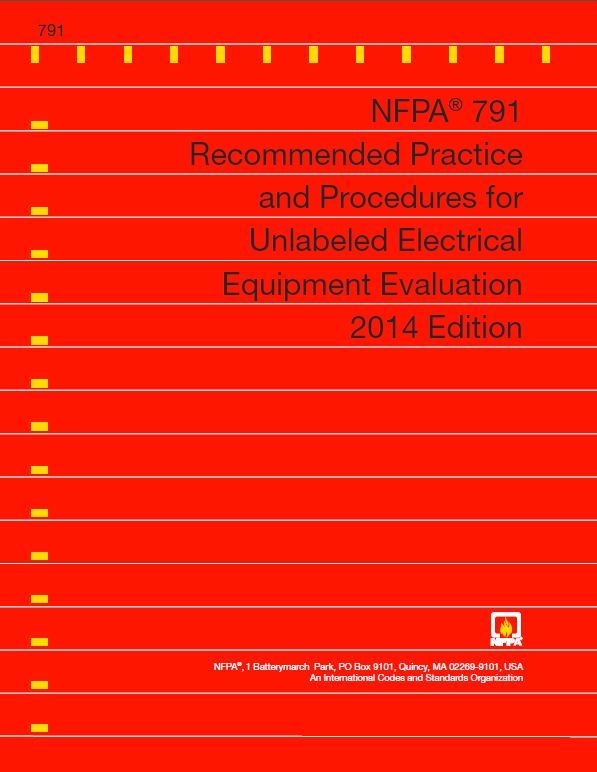 791
NFPA® 791
Recommended Practice
and Procedures for
Unlabeled Electrical
Equipment Evaluation
2014 Edition
NFPA®
NFPA®, 1 Batterymarch Park, PO Box 9101, Quincy, MA 02269-9101, USA
An International Codes and Standards Organization